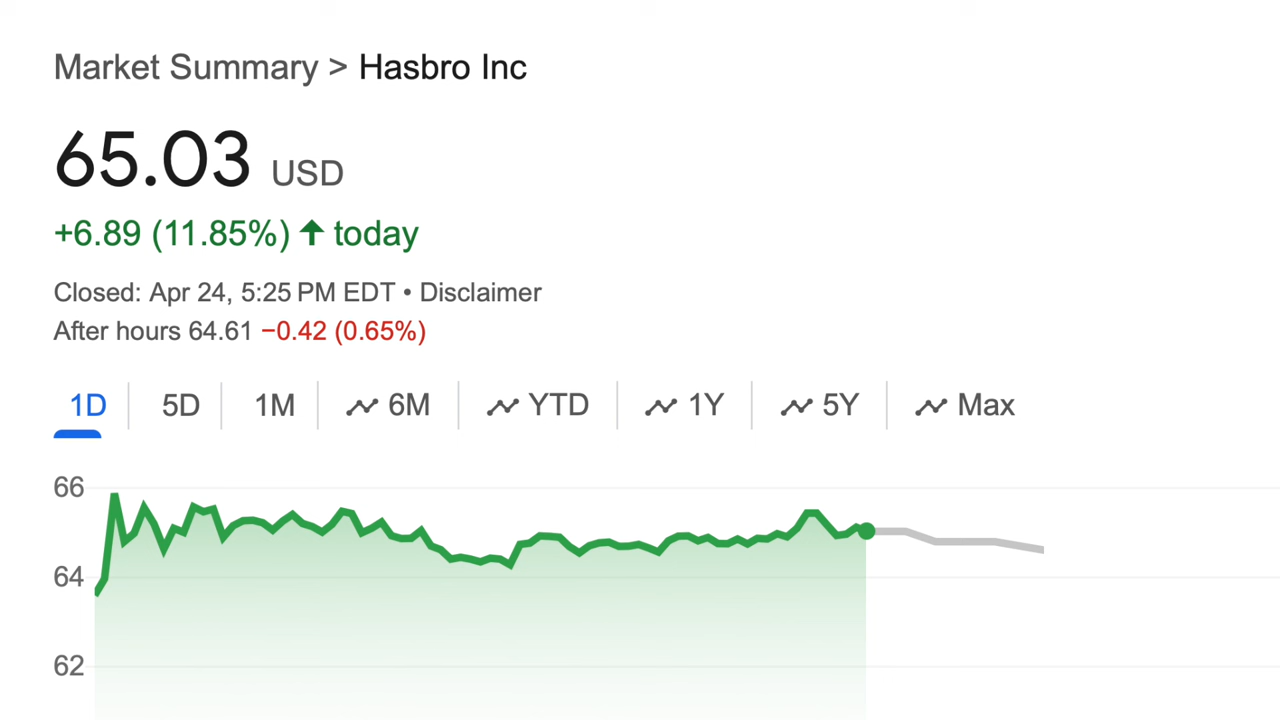 Market Summary > Hasbro Inc
65.03 USD
+6.89 (11.85%) ↑ today
Closed: Apr 24, 5:25 PM EDT • Disclaimer
After hours 64.61 −0.42 (0.65%)
1D 5D 1M 6M YTD 1Y 5Y Max
66
64
62